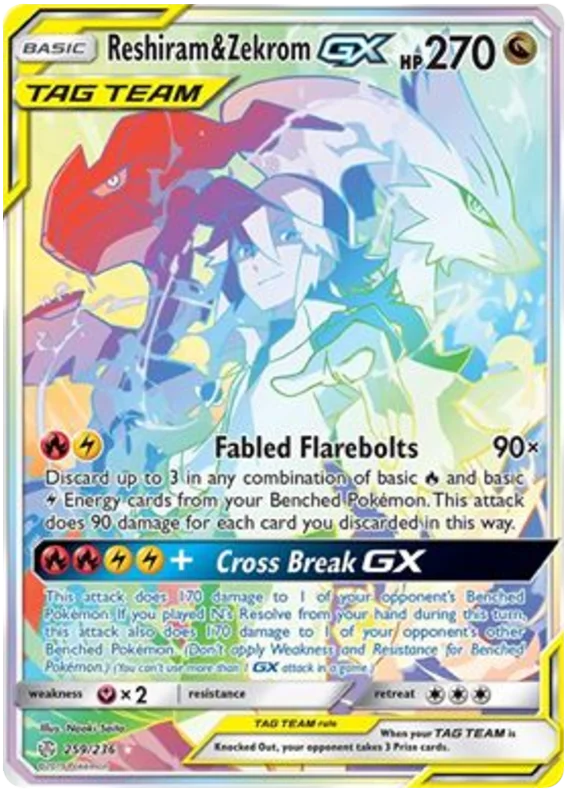 BASIC Reshiram&Zekrom GX HP270
TAG TEAM
Fabled Flarebolts 90×
Discard up to 3 in any combination of basic and basic
Energy cards from your Benched Pokémon. This attack
does 90 damage for each card you discarded in this way.
+ Cross Break GX
This attack does 170 damage to 1 of your opponent's Benched
Pokémon. If you played N's Resolve from your hand during this turn,
this attack also does 170 damage to 1 of your opponent's other
Benched Pokémon. (Don't apply Weakness and Resistance for Benched
Pokémon.) (You can't use more than 1 GX attack in a game.)
weakness ×2 resistance retreat
Illus. Naoki Saito
259/236
©2019 Pokémon
TAG TEAM rule
When your TAG TEAM is
Knocked Out, your opponent takes 3 Prize cards.